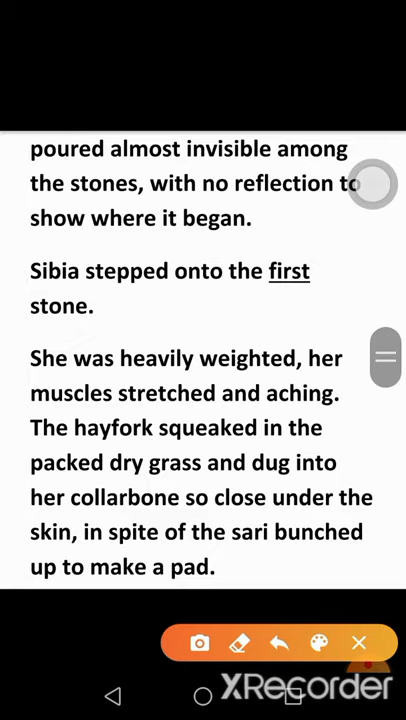 poured almost invisible among
the stones, with no reflection to
show where it began.
Sibia stepped onto the first
stone.
She was heavily weighted, her
muscles stretched and aching.
The hayfork squeaked in the
packed dry grass and dug into
her collarbone so close under the
skin, in spite of the sari bunched
up to make a pad.
XRecorder